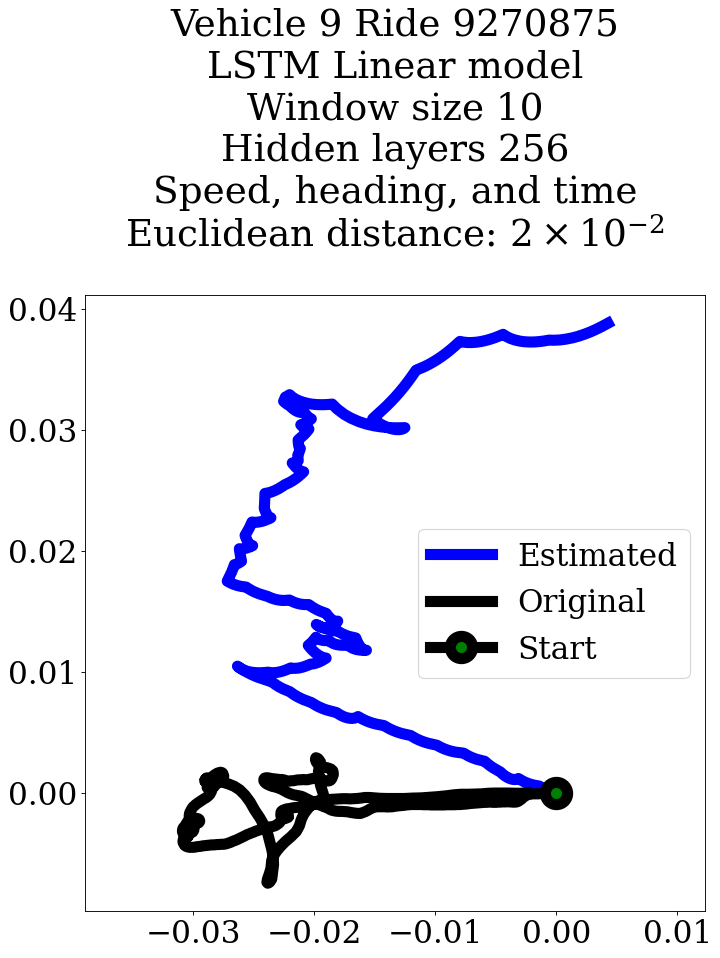 Vehicle 9 Ride 9270875
LSTM Linear model
Window size 10
Hidden layers 256
Speed, heading, and time
Euclidean distance: 2 × 10⁻²
0.04
0.03
0.02
0.01
0.00
Estimated
Original
Start
−0.03 −0.02 −0.01 0.00 0.01